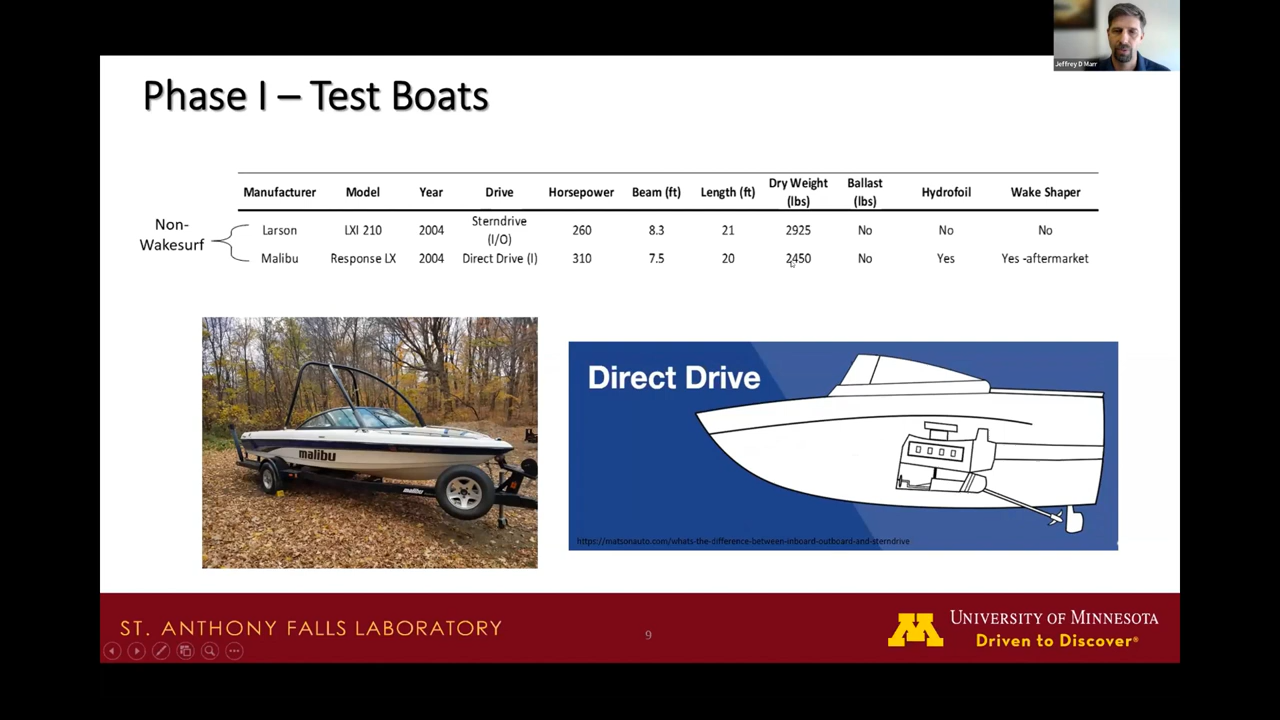 Jeffrey D Marr
Phase I – Test Boats
Manufacturer Model Year Drive Horsepower Beam (ft) Length (ft) Dry Weight (lbs) Ballast (lbs) Hydrofoil Wake Shaper
Non-Wakesurf
Larson LXI 210 2004 Sterndrive (I/O) 260 8.3 21 2925 No No No
Malibu Response LX 2004 Direct Drive (I) 310 7.5 20 2450 No Yes Yes -aftermarket
malibu
malibu
Direct Drive
https://matsonauto.com/whats-the-difference-between-inboard-outboard-and-sterndrive
ST. ANTHONY FALLS LABORATORY
9
M
UNIVERSITY OF MINNESOTA
Driven to Discover®